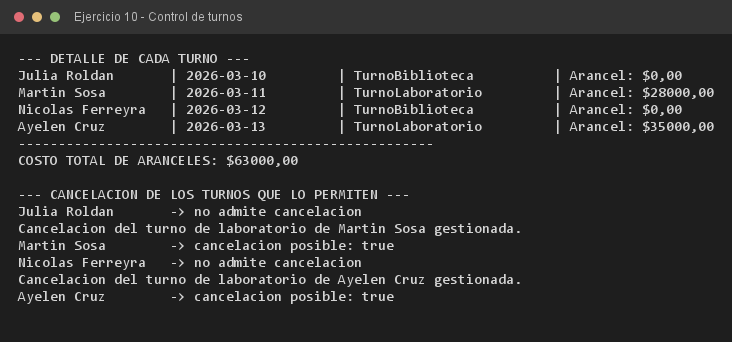 Ejercicio 10 - Control de turnos
--- DETALLE DE CADA TURNO ---
Julia Roldan | 2026-03-10 | TurnoBiblioteca | Arancel: $0,00
Martin Sosa | 2026-03-11 | TurnoLaboratorio | Arancel: $28000,00
Nicolas Ferreyra | 2026-03-12 | TurnoBiblioteca | Arancel: $0,00
Ayelen Cruz | 2026-03-13 | TurnoLaboratorio | Arancel: $35000,00
----------------------------------------------------
COSTO TOTAL DE ARANCELES: $63000,00
--- CANCELACION DE LOS TURNOS QUE LO PERMITEN ---
Julia Roldan -> no admite cancelacion
Cancelacion del turno de laboratorio de Martin Sosa gestionada.
Martin Sosa -> cancelacion posible: true
Nicolas Ferreyra -> no admite cancelacion
Cancelacion del turno de laboratorio de Ayelen Cruz gestionada.
Ayelen Cruz -> cancelacion posible: true